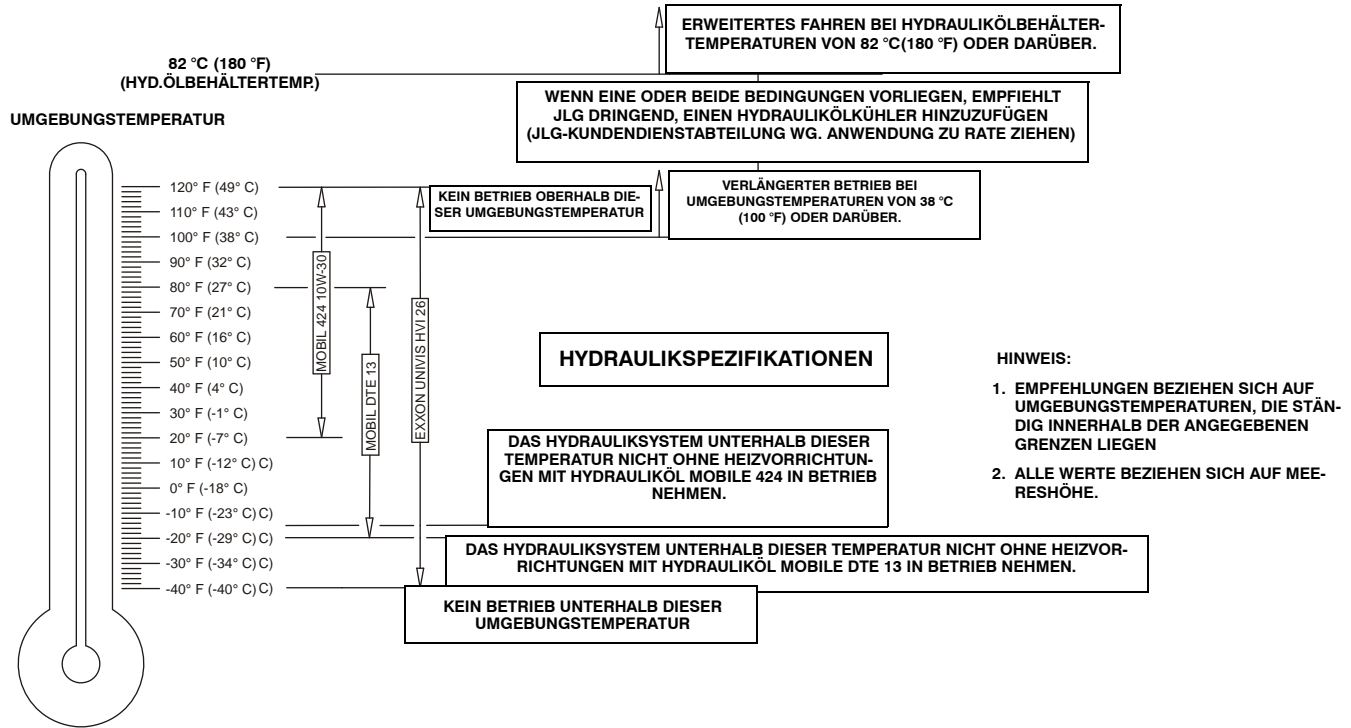 ERWEITERTES FAHREN BEI HYDRAULIKÖLBEHÄLTER-
TEMPERATUREN VON 82 °C(180 °F) ODER DARÜBER.
82 °C (180 °F)
(HYD.ÖLBEHÄLTERTEMP.)
WENN EINE ODER BEIDE BEDINGUNGEN VORLIEGEN, EMPFIEHLT
JLG DRINGEND, EINEN HYDRAULIKÖLKÜHLER HINZUZUFÜGEN
(JLG-KUNDENDIENSTABTEILUNG WG. ANWENDUNG ZU RATE ZIEHEN)
UMGEBUNGSTEMPERATUR
KEIN BETRIEB OBERHALB DIE-
SER UMGEBUNGSTEMPERATUR
VERLÄNGERTER BETRIEB BEI
UMGEBUNGSTEMPERATUREN VON 38 °C
(100 °F) ODER DARÜBER.
120° F (49° C)
110° F (43° C)
100° F (38° C)
90° F (32° C)
80° F (27° C)
70° F (21° C)
60° F (16° C)
50° F (10° C)
40° F (4° C)
30° F (-1° C)
20° F (-7° C)
10° F (-12° C) C)
0° F (-18° C)
-10° F (-23° C) C)
-20° F (-29° C) C)
-30° F (-34° C) C)
-40° F (-40° C) C)
MOBIL 424 10W-30
MOBIL DTE 13
EXXON UNIVIS HVI 26
HYDRAULIKSPEZIFIKATIONEN
HINWEIS:
1. EMPFEHLUNGEN BEZIEHEN SICH AUF
UMGEBUNGSTEMPERATUREN, DIE STÄN-
DIG INNERHALB DER ANGEGEBENEN
GRENZEN LIEGEN
2. ALLE WERTE BEZIEHEN SICH AUF MEE-
RESHÖHE.
DAS HYDRAULIKSYSTEM UNTERHALB DIESER
TEMPERATUR NICHT OHNE HEIZVORRICHTUN-
GEN MIT HYDRAULIKÖL MOBILE 424 IN BETRIEB
NEHMEN.
DAS HYDRAULIKSYSTEM UNTERHALB DIESER TEMPERATUR NICHT OHNE HEIZVOR-
RICHTUNGEN MIT HYDRAULIKÖL MOBILE DTE 13 IN BETRIEB NEHMEN.
KEIN BETRIEB UNTERHALB DIESER
UMGEBUNGSTEMPERATUR